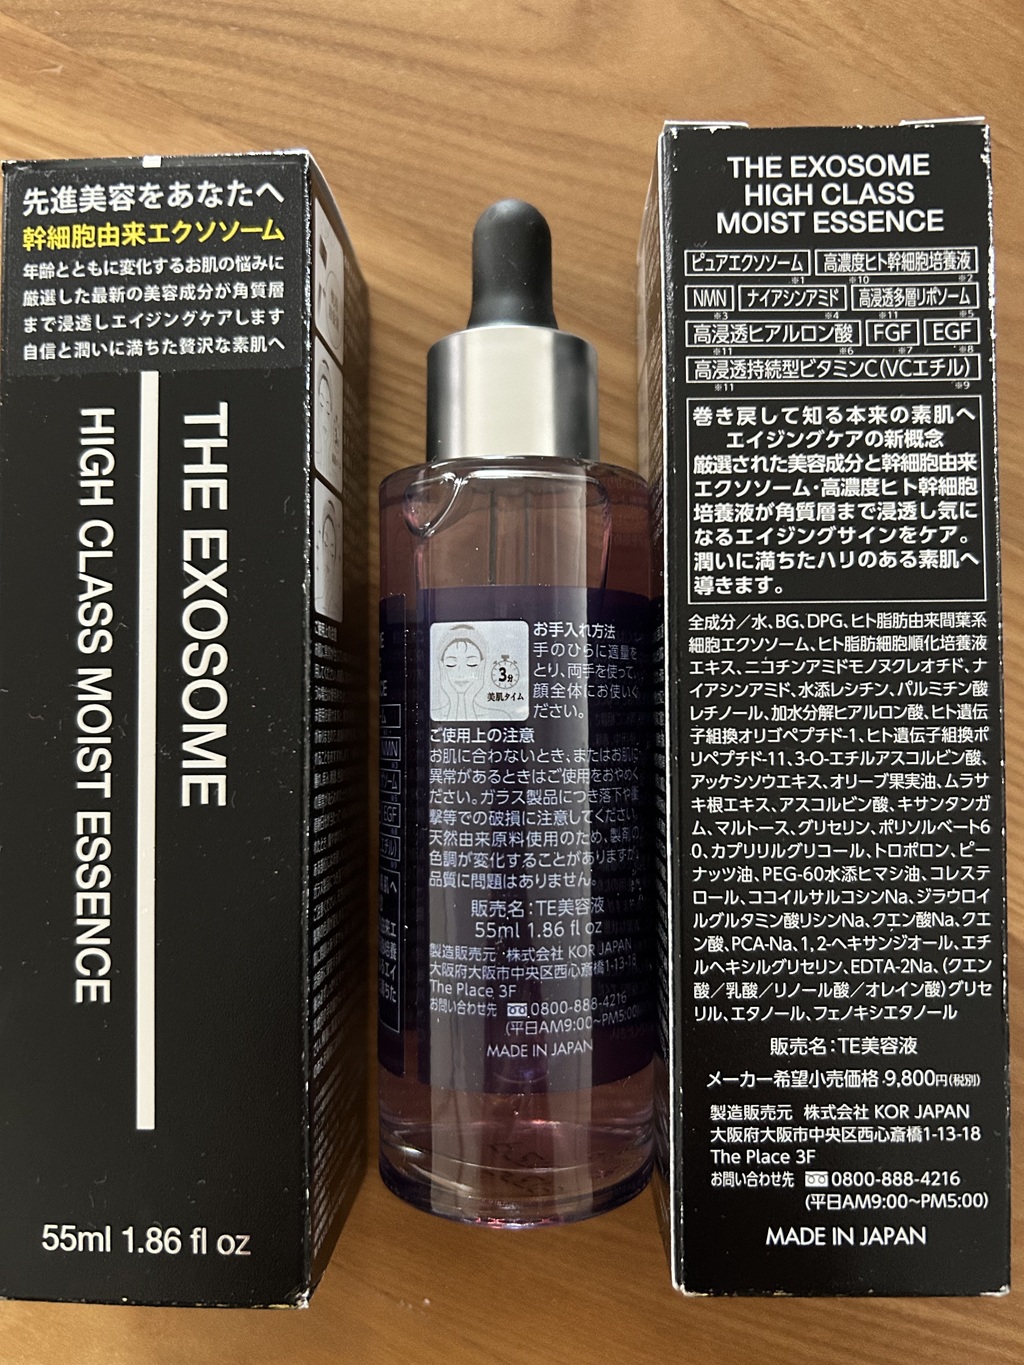 先進美容をあなたへ
幹細胞由来エクソソーム
年齢とともに変化するお肌の悩みに
厳選した最新の美容成分が角質層
まで浸透しエイジングケアします
自信と潤いに満ちた贅沢な素肌へ
THE EXOSOME
HIGH CLASS MOIST ESSENCE
55ml 1.86 fl oz
お手入れ方法
手のひらに適量を
とり、両手を使って、
顔全体にお使いく
ださい。
3分
美肌タイム
ご使用上の注意
お肌に合わないとき、またはお肌に
異常があるときはご使用をおやめく
ださい。ガラス製品につき落下や衝
撃等での破損に注意してください。
天然由来原料使用のため、製剤の
色調が変化することがありますが、
品質に問題はありません。
販売名:TE美容液
55ml 1.86 fl oz
製造販売元 株式会社 KOR JAPAN
大阪府大阪市中央区西心斎橋1-13-18
The Place 3F
お問い合わせ先 0800-888-4216
(平日AM9:00~PM5:00)
MADE IN JAPAN
THE EXOSOME
HIGH CLASS
MOIST ESSENCE
ピュアエクソソーム 高濃度ヒト幹細胞培養液
※1 ※10 ※2
NMN ナイアシンアミド 高浸透多層リポソーム
※3 ※4 ※11 ※5
高浸透ヒアルロン酸 FGF EGF
※11 ※6 ※7 ※8
高浸透持続型ビタミンC(VCエチル)
※11 ※9
巻き戻して知る本来の素肌へ
エイジングケアの新概念
厳選された美容成分と幹細胞由来
エクソソーム・高濃度ヒト幹細胞
培養液が角質層まで浸透し気に
なるエイジングサインをケア。
潤いに満ちたハリのある素肌へ
導きます。
全成分／水、BG、DPG、ヒト脂肪由来間葉系
細胞エクソソーム、ヒト脂肪細胞順化培養液
エキス、ニコチンアミドモノヌクレオチド、ナ
イアシンアミド、水添レシチン、パルミチン酸
レチノール、加水分解ヒアルロン酸、ヒト遺伝
子組換オリゴペプチド-1、ヒト遺伝子組換ポ
リペプチド-11、3-O-エチルアスコルビン酸、
アッケシソウエキス、オリーブ果実油、ムラサ
キ根エキス、アスコルビン酸、キサンタンガ
ム、マルトース、グリセリン、ポリソルベート6
0、カプリリルグリコール、トロポロン、ピー
ナッツ油、PEG-60水添ヒマシ油、コレステ
ロール、ココイルサルコシンNa、ジラウロイ
ルグルタミン酸リシンNa、クエン酸Na、クエ
ン酸、PCA-Na、1,2-ヘキサンジオール、エチ
ルヘキシルグリセリン、EDTA-2Na、(クエン
酸／乳酸／リノール酸／オレイン酸)グリセ
リル、エタノール、フェノキシエタノール
販売名:TE美容液
メーカー希望小売価格 9,800円(税別)
製造販売元 株式会社 KOR JAPAN
大阪府大阪市中央区西心斎橋1-13-18
The Place 3F
お問い合わせ先 0800-888-4216
(平日AM9:00~PM5:00)
MADE IN JAPAN